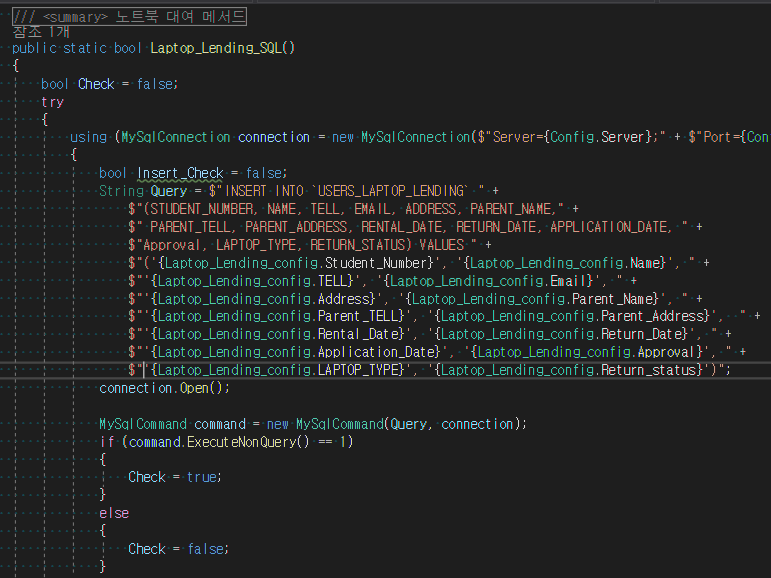 /// <summary> 노트북 대여 메서드
참조 1개
public static bool Laptop_Lending_SQL()
{
bool Check = false;
try
{
using (MySqlConnection connection = new MySqlConnection($"Server={Config.Server};" + $"Port={Con
{
bool Insert_Check = false;
String Query = $"INSERT INTO `USERS_LAPTOP_LENDING` " +
$"(STUDENT_NUMBER, NAME, TELL, EMAIL, ADDRESS, PARENT_NAME," +
$" PARENT_TELL, PARENT_ADDRESS, RENTAL_DATE, RETURN_DATE, APPLICATION_DATE, " +
$"Approval, LAPTOP_TYPE, RETURN_STATUS) VALUES " +
$"('{Laptop_Lending_config.Student_Number}', '{Laptop_Lending_config.Name}', " +
$"'{Laptop_Lending_config.TELL}', '{Laptop_Lending_config.Email}', " +
$"'{Laptop_Lending_config.Address}', '{Laptop_Lending_config.Parent_Name}', " +
$"'{Laptop_Lending_config.Parent_TELL}', '{Laptop_Lending_config.Parent_Address}', " +
$"'{Laptop_Lending_config.Rental_Date}', '{Laptop_Lending_config.Return_Date}', " +
$"'{Laptop_Lending_config.Application_Date}', '{Laptop_Lending_config.Approval}', " +
$"'{Laptop_Lending_config.LAPTOP_TYPE}', '{Laptop_Lending_config.Return_status}')";
connection.Open();
MySqlCommand command = new MySqlCommand(Query, connection);
if (command.ExecuteNonQuery() == 1)
{
Check = true;
}
else
{
Check = false;
}